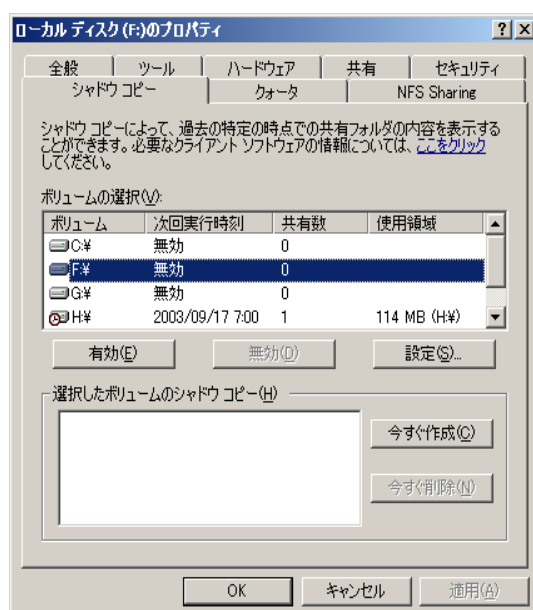 ローカル ディスク (F:)のプロパティ
全般 ツール ハードウェア 共有 セキュリティ
シャドウ コピー クォータ NFS Sharing
シャドウ コピーによって、過去の特定の時点での共有フォルダの内容を表示する
ことができます。必要なクライアント ソフトウェアの情報については、ここをクリック
してください。
ボリュームの選択(V):
ボリューム 次回実行時刻 共有数 使用領域
C:¥ 無効 0
F:¥ 無効 0
G:¥ 無効 0
H:¥ 2003/09/17 7:00 1 114 MB (H:¥)
有効(E) 無効(D) 設定(S)...
選択したボリュームのシャドウ コピー(H)
今すぐ作成(C)
今すぐ削除(N)
OK キャンセル 適用(A)